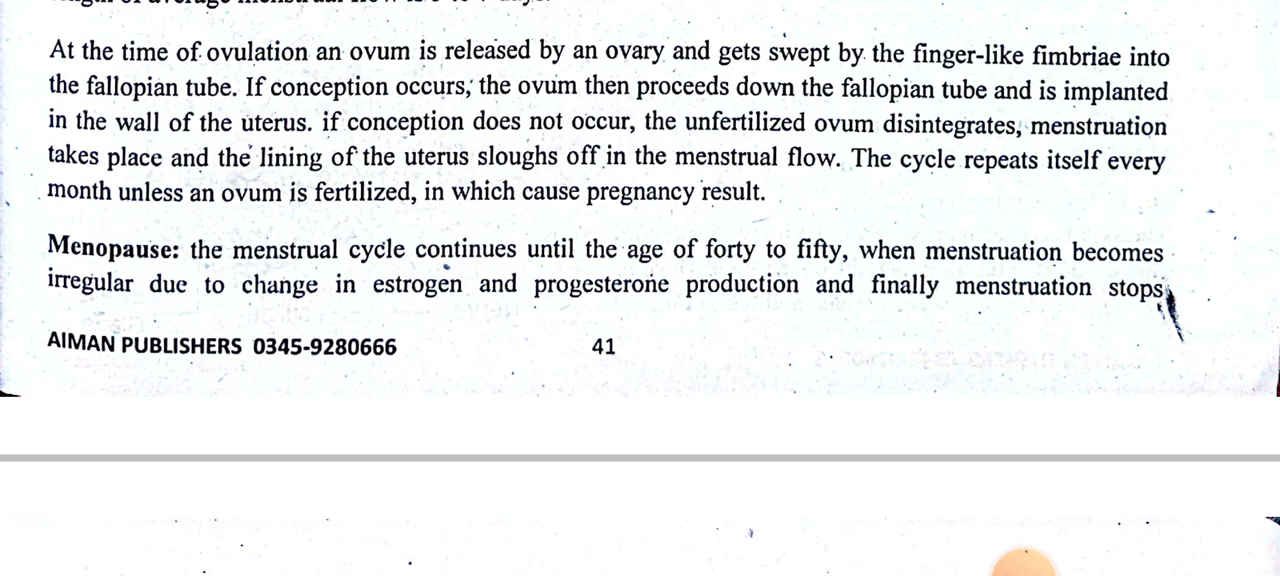 At the time of ovulation an ovum is released by an ovary and gets swept by the finger-like fimbriae into
the fallopian tube. If conception occurs, the ovum then proceeds down the fallopian tube and is implanted
in the wall of the uterus. if conception does not occur, the unfertilized ovum disintegrates, menstruation
takes place and the lining of the uterus sloughs off in the menstrual flow. The cycle repeats itself every
month unless an ovum is fertilized, in which cause pregnancy result.
Menopause: the menstrual cycle continues until the age of forty to fifty, when menstruation becomes
irregular due to change in estrogen and progesterone production and finally menstruation stops
AIMAN PUBLISHERS 0345-9280666 41